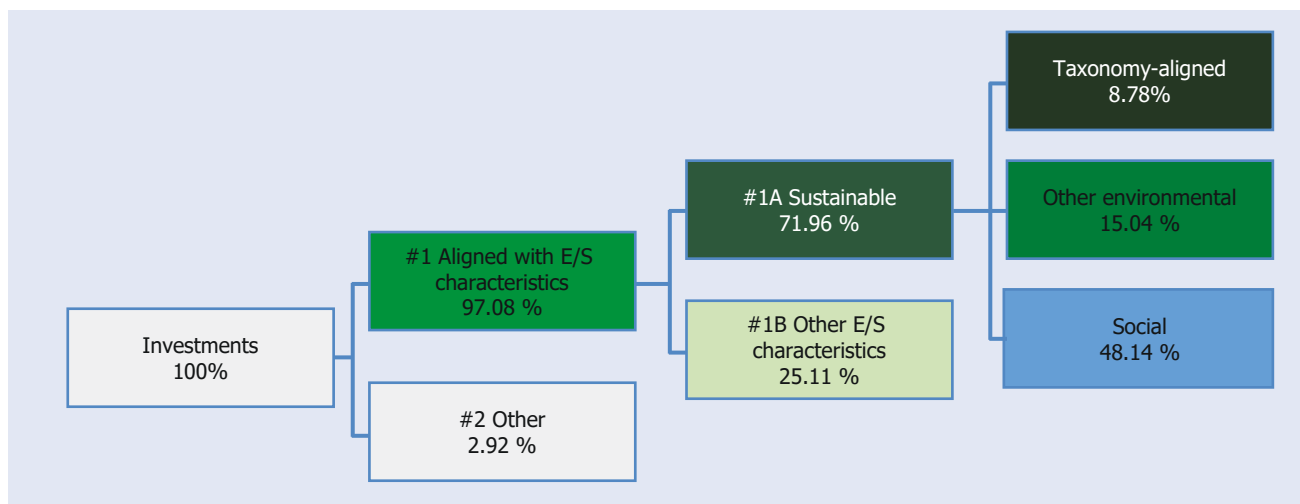 Investments
100%
#1 Aligned with E/S
characteristics
97.08 %
#2 Other
2.92 %
#1A Sustainable
71.96 %
#1B Other E/S
characteristics
25.11 %
Taxonomy-aligned
8.78%
Other environmental
15.04 %
Social
48.14 %